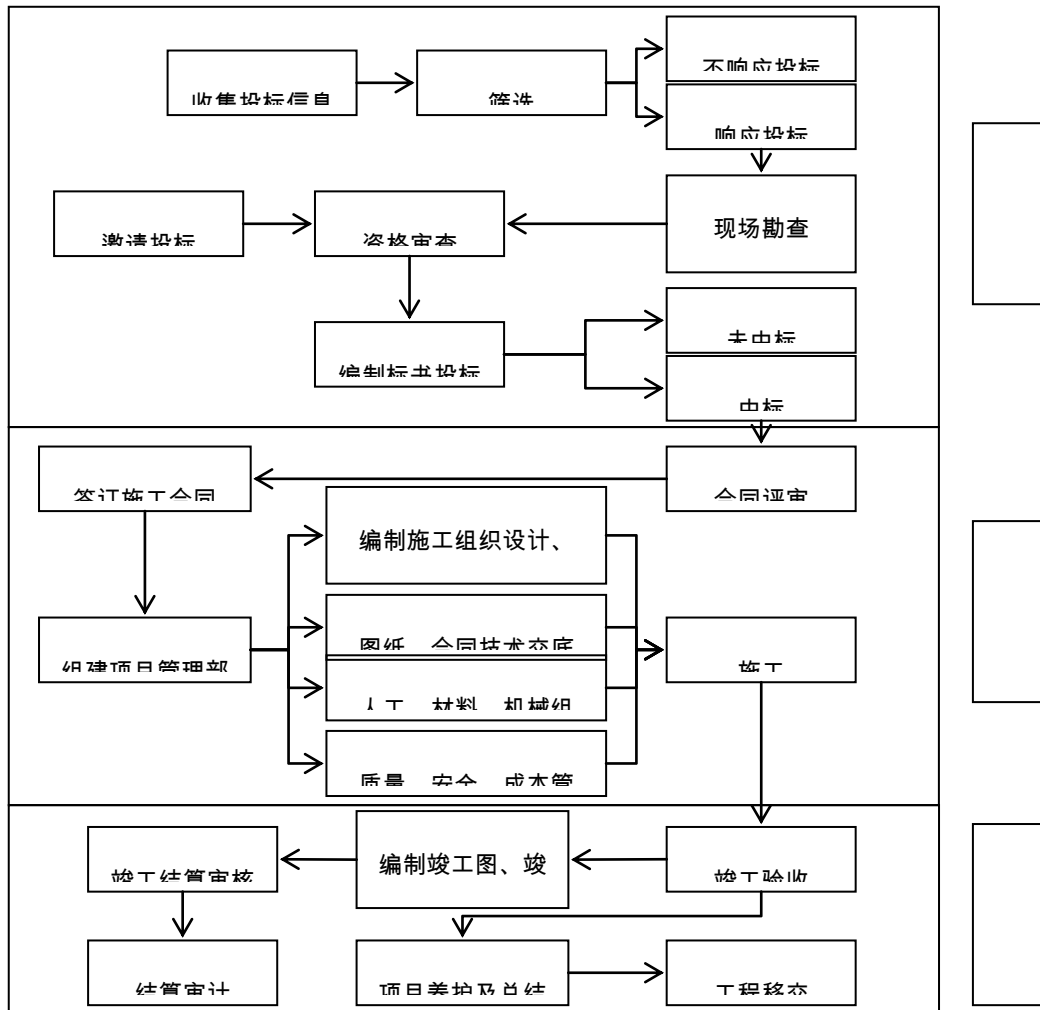 不响应投标
收集投标信息
筛选
响应投标
邀请投标
资格审查
现场勘查
未中标
编制标书投标
中标
签订施工合同
合同评审
编制施工组织设计、
图纸、合同技术交底
组建项目管理部
施工
人工、材料、机械组
质量、安全、成本管
竣工结算审核
编制竣工图、竣
竣工验收
结算审计
项目养护及总结
工程移交